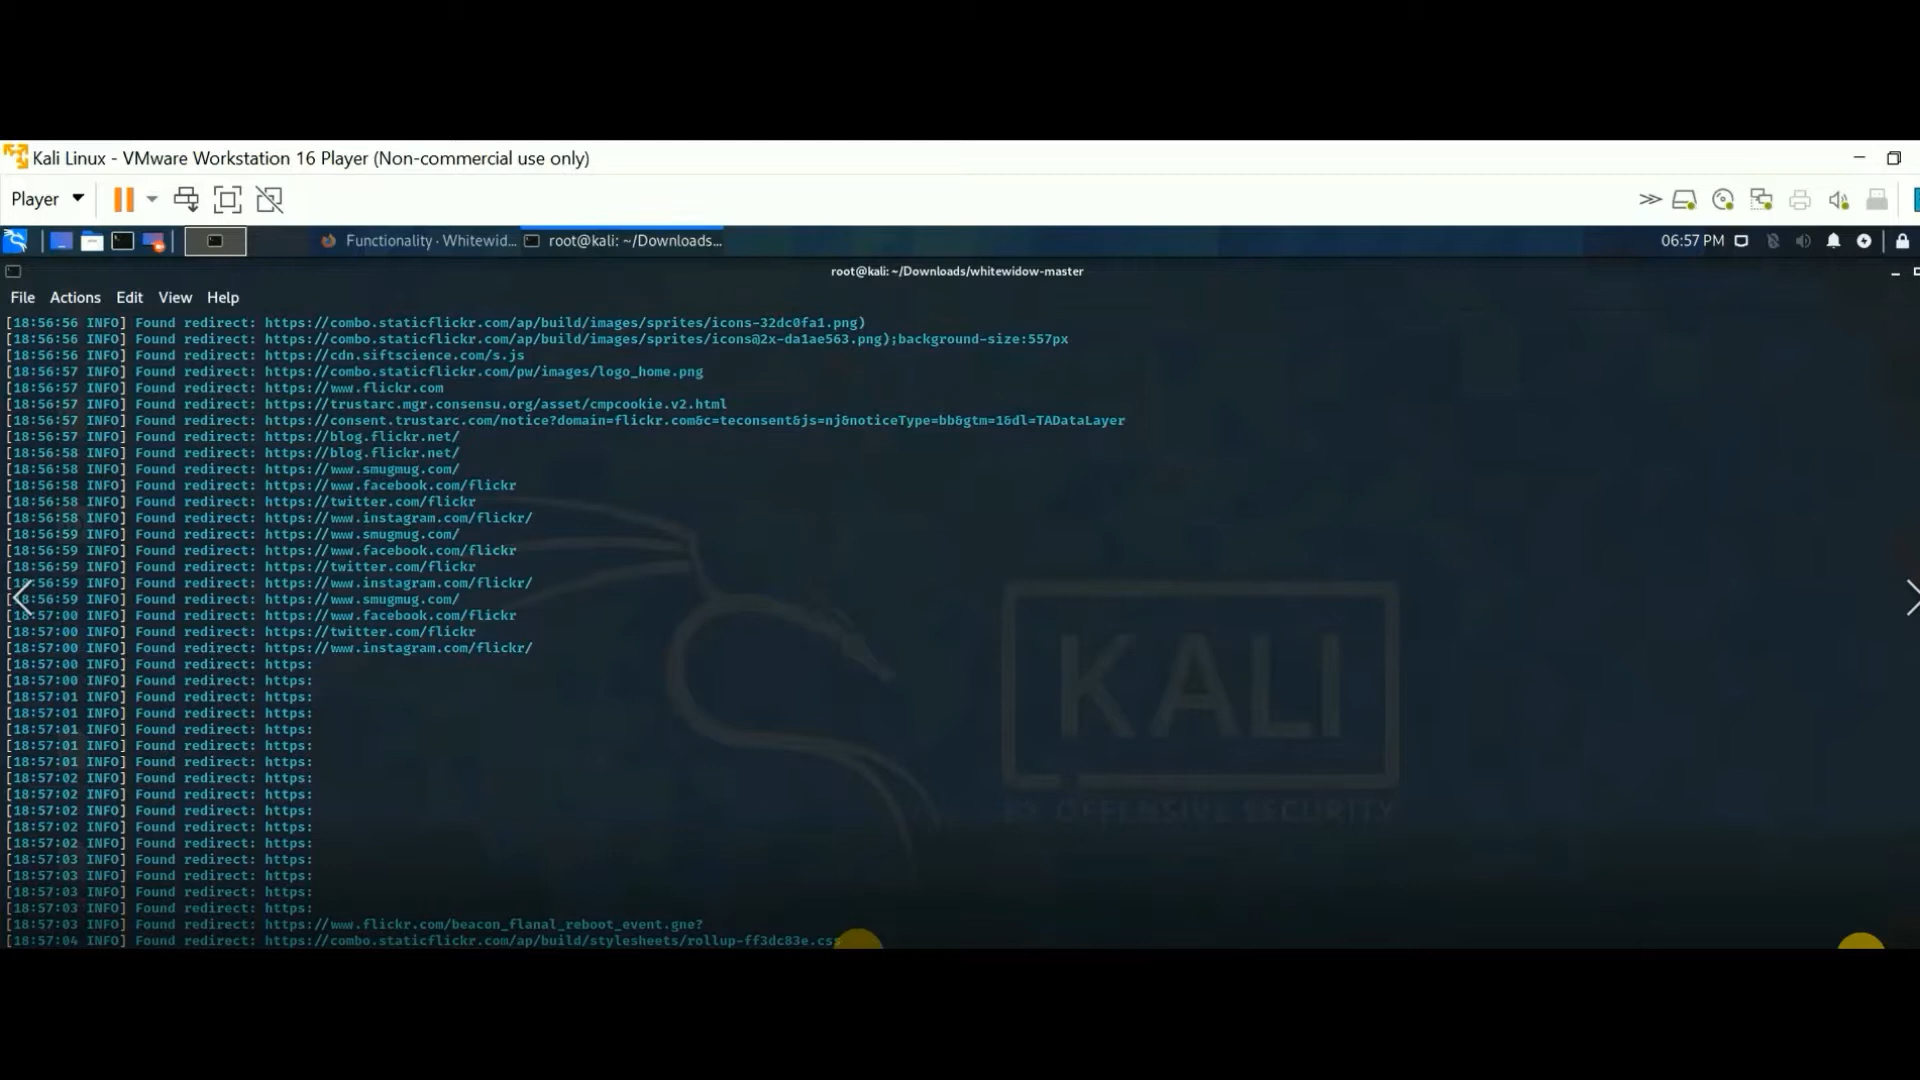 Kali Linux - VMware Workstation 16 Player (Non-commercial use only)
Player
Functionality · Whitewid... root@kali: ~/Downloads... 06:57 PM
root@kali: ~/Downloads/whitewidow-master
File Actions Edit View Help
[18:56:56 INFO] Found redirect: https://combo.staticflickr.com/ap/build/images/sprites/icons-32dc0fa1.png)
[18:56:56 INFO] Found redirect: https://combo.staticflickr.com/ap/build/images/sprites/icons@2x-da1ae563.png);background-size:557px
[18:56:56 INFO] Found redirect: https://cdn.siftscience.com/s.js
[18:56:57 INFO] Found redirect: https://combo.staticflickr.com/pw/images/logo_home.png
[18:56:57 INFO] Found redirect: https://www.flickr.com
[18:56:57 INFO] Found redirect: https://trustarc.mgr.consensu.org/asset/cmpcookie.v2.html
[18:56:57 INFO] Found redirect: https://consent.trustarc.com/notice?domain=flickr.com&c=teconsent&js=nj&noticeType=bb&gtm=1&dl=TADataLayer
[18:56:57 INFO] Found redirect: https://blog.flickr.net/
[18:56:58 INFO] Found redirect: https://blog.flickr.net/
[18:56:58 INFO] Found redirect: https://www.smugmug.com/
[18:56:58 INFO] Found redirect: https://www.facebook.com/flickr
[18:56:58 INFO] Found redirect: https://twitter.com/flickr
[18:56:58 INFO] Found redirect: https://www.instagram.com/flickr/
[18:56:59 INFO] Found redirect: https://www.smugmug.com/
[18:56:59 INFO] Found redirect: https://www.facebook.com/flickr
[18:56:59 INFO] Found redirect: https://twitter.com/flickr
[18:56:59 INFO] Found redirect: https://www.instagram.com/flickr/
[18:56:59 INFO] Found redirect: https://www.smugmug.com/
[18:57:00 INFO] Found redirect: https://www.facebook.com/flickr
[18:57:00 INFO] Found redirect: https://twitter.com/flickr
[18:57:00 INFO] Found redirect: https://www.instagram.com/flickr/
[18:57:00 INFO] Found redirect: https:
[18:57:00 INFO] Found redirect: https:
[18:57:01 INFO] Found redirect: https:
[18:57:01 INFO] Found redirect: https:
[18:57:01 INFO] Found redirect: https:
[18:57:01 INFO] Found redirect: https:
[18:57:01 INFO] Found redirect: https:
[18:57:02 INFO] Found redirect: https:
[18:57:02 INFO] Found redirect: https:
[18:57:02 INFO] Found redirect: https:
[18:57:02 INFO] Found redirect: https:
[18:57:02 INFO] Found redirect: https:
[18:57:03 INFO] Found redirect: https:
[18:57:03 INFO] Found redirect: https:
[18:57:03 INFO] Found redirect: https:
[18:57:03 INFO] Found redirect: https:
[18:57:03 INFO] Found redirect: https://www.flickr.com/beacon_flanal_reboot_event.gne?
[18:57:04 INFO] Found redirect: https://combo.staticflickr.com/ap/build/stylesheets/rollup-ff3dc83e.css
KALI
BY OFFENSIVE SECURITY